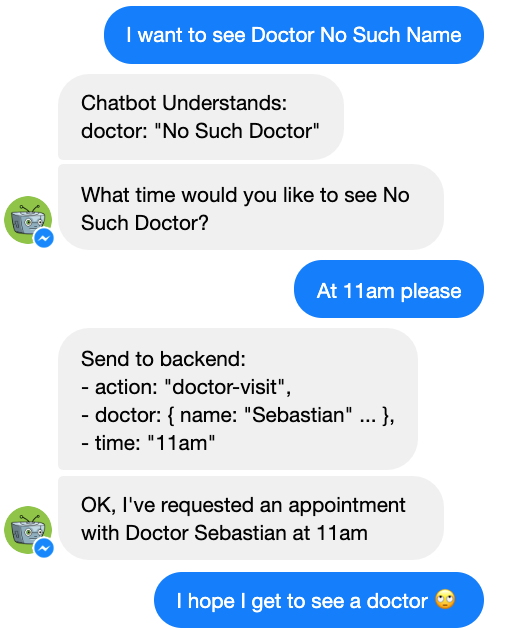 I want to see Doctor No Such Name
Chatbot Understands:
doctor: "No Such Doctor"
What time would you like to see No
Such Doctor?
At 11am please
Send to backend:
- action: "doctor-visit",
- doctor: { name: "Sebastian" ... },
- time: "11am"
OK, I've requested an appointment
with Doctor Sebastian at 11am
I hope I get to see a doctor 🙄